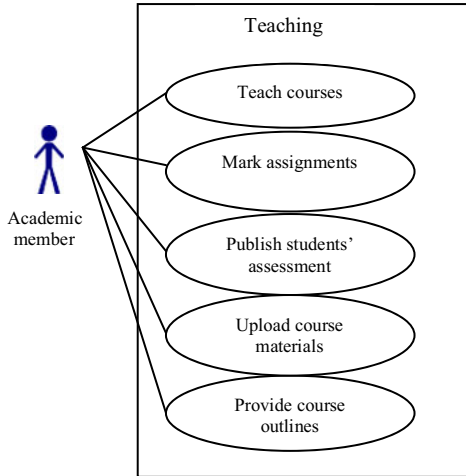 Teaching
Teach courses
Mark assignments
Academic
member
Publish students’
assessment
Upload course
materials
Provide course
outlines